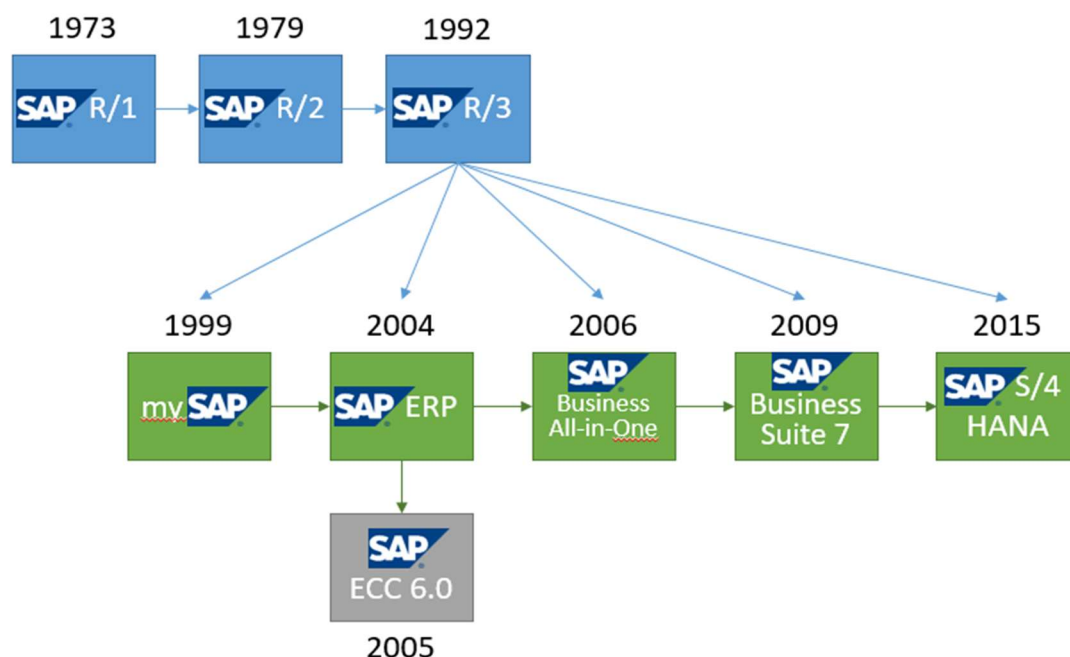 1973 1979 1992
SAP R/1 SAP R/2 SAP R/3
1999 2004 2006 2009 2015
mySAP
SAP ERP
SAP
Business
All-in-One
SAP
Business
Suite 7
SAP S/4
HANA
SAP
ECC 6.0
2005